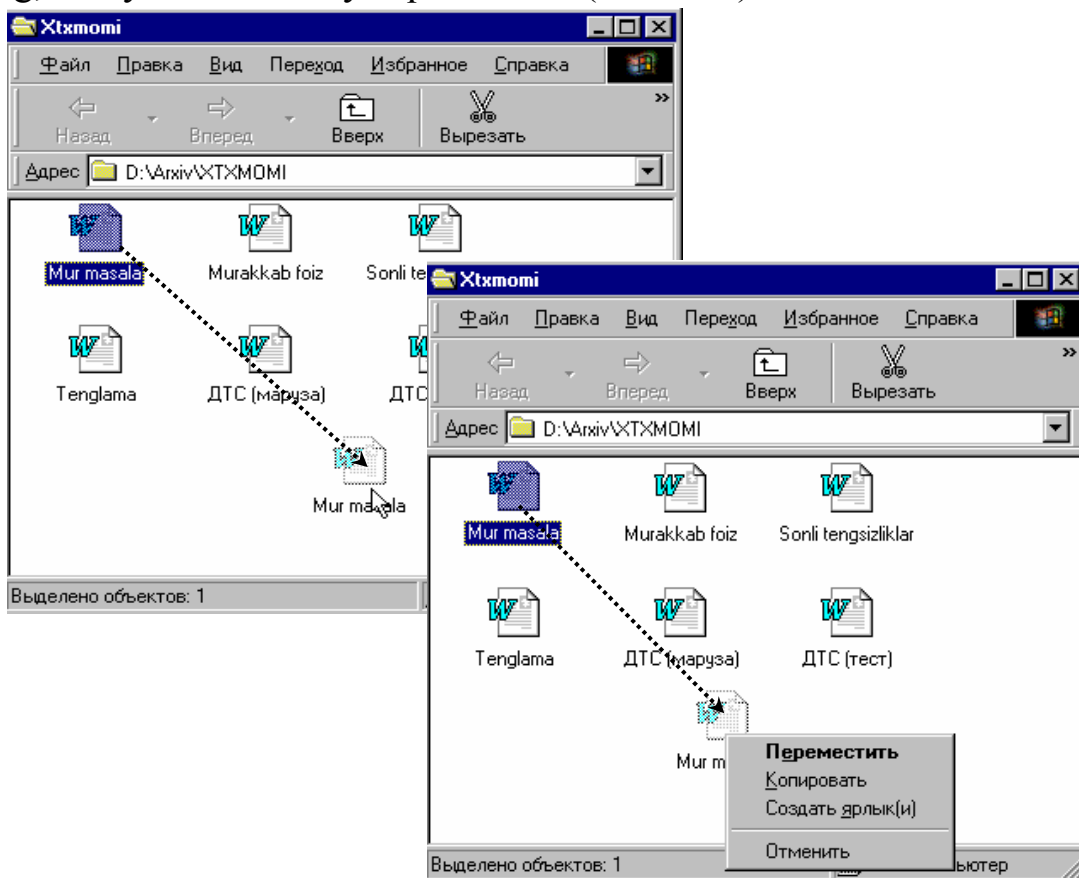 Xtxmomi
Файл Правка Вид Переход Избранное Справка
Назад Вперед Вверх Вырезать »
Адрес D:\Arxiv\XTXMOMI
Mur masala Murakkab foiz Sonli
Tenglama ДТС (маруза) ДТС
Mur masala
Выделено объектов: 1
Xtxmomi
Файл Правка Вид Переход Избранное Справка
Назад Вперед Вверх Вырезать »
Адрес D:\Arxiv\XTXMOMI
Mur masala Murakkab foiz Sonli tengsizliklar
Tenglama ДТС (маруза) ДТС (тест)
Mur
Переместить
Копировать
Создать ярлык(и)
Отменить
Выделено объектов: 1